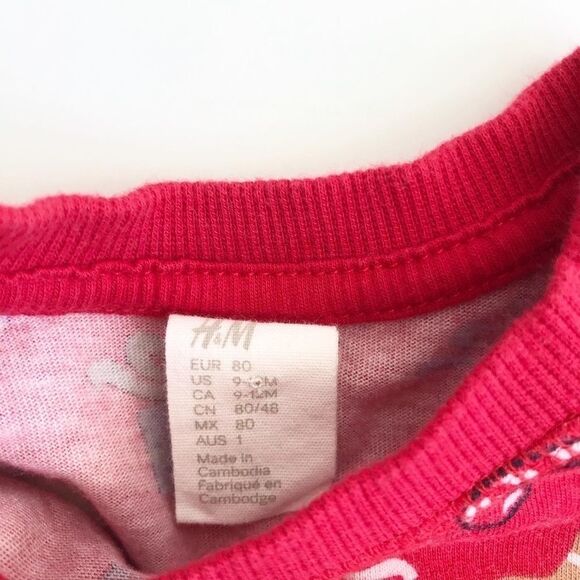 H&M
EUR 80
US 9-12M
CA 9-12M
CN 80/48
MX 80
AUS 1
Made in
Cambodia
Fabriqué en
Cambodge